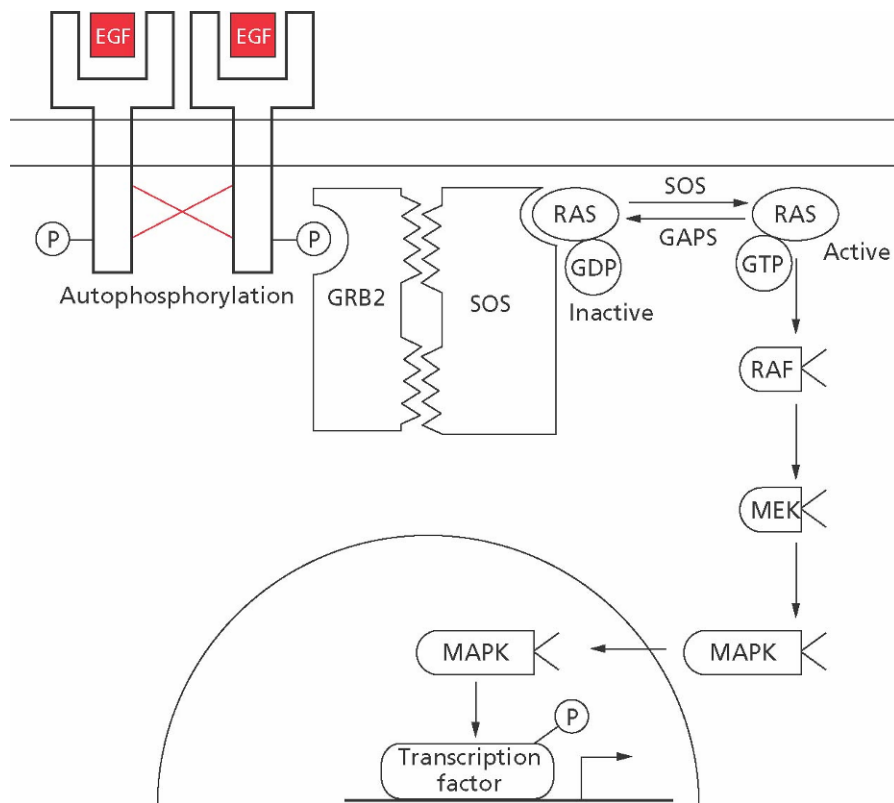 EGF
EGF
P
P
Autophosphorylation
GRB2
SOS
RAS
GDP
Inactive
SOS
GAPS
RAS
GTP
Active
RAF
MEK
MAPK
MAPK
P
Transcription
factor